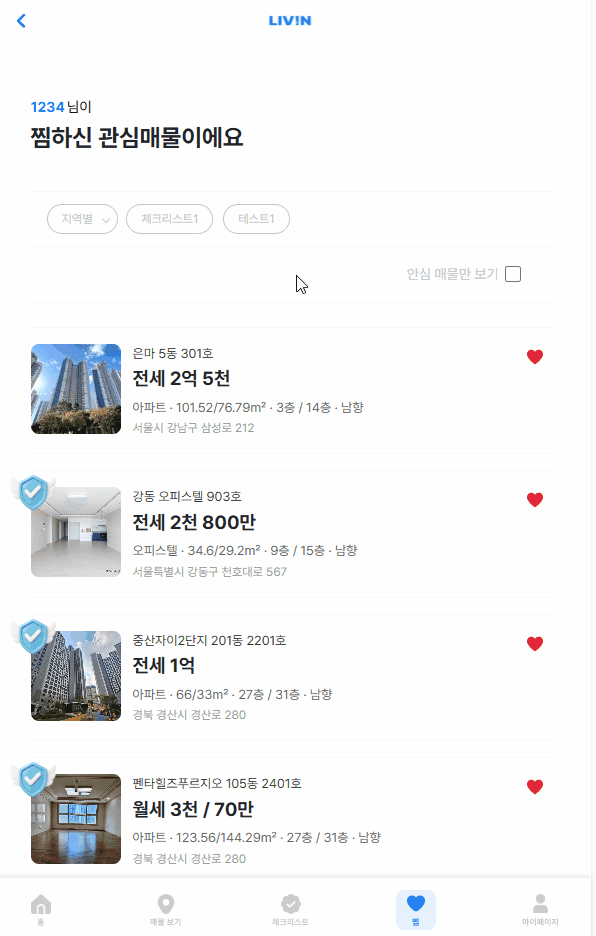 LIV!N
1234 님이
찜하신 관심매물이에요
지역별
체크리스트1
테스트1
안심 매물만 보기
은마 5동 301호
전세 2억 5천
아파트 · 101.52/76.79m² · 3층 / 14층 · 남향
서울시 강남구 삼성로 212
강동 오피스텔 903호
전세 2천 800만
오피스텔 · 34.6/29.2m² · 9층 / 15층 · 남향
서울특별시 강동구 천호대로 567
중산자이2단지 201동 2201호
전세 1억
아파트 · 66/33m² · 27층 / 31층 · 남향
경북 경산시 경산로 280
펜타힐즈푸르지오 105동 2401호
월세 3천 / 70만
아파트 · 123.56/144.29m² · 27층 / 31층 · 남향
경북 경산시 경산로 280
홈
매물 보기
체크리스트
찜
마이페이지